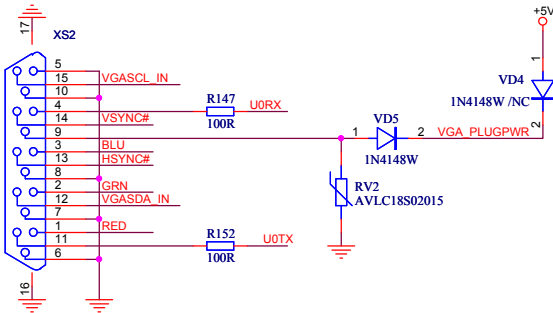 +5V
17
XS2
5
15 VGASCL_IN
10
4 R147 U0RX
100R
14 VSYNC#
9
3 BLU
13 HSYNC#
8
2 GRN
12 VGASDA_IN
7
1 RED
11 R152 U0TX
100R
6
16
1
VD4
1N4148W /NC
2
VD5
1 2 VGA_PLUGPWR
1N4148W
RV2
AVLC18S02015